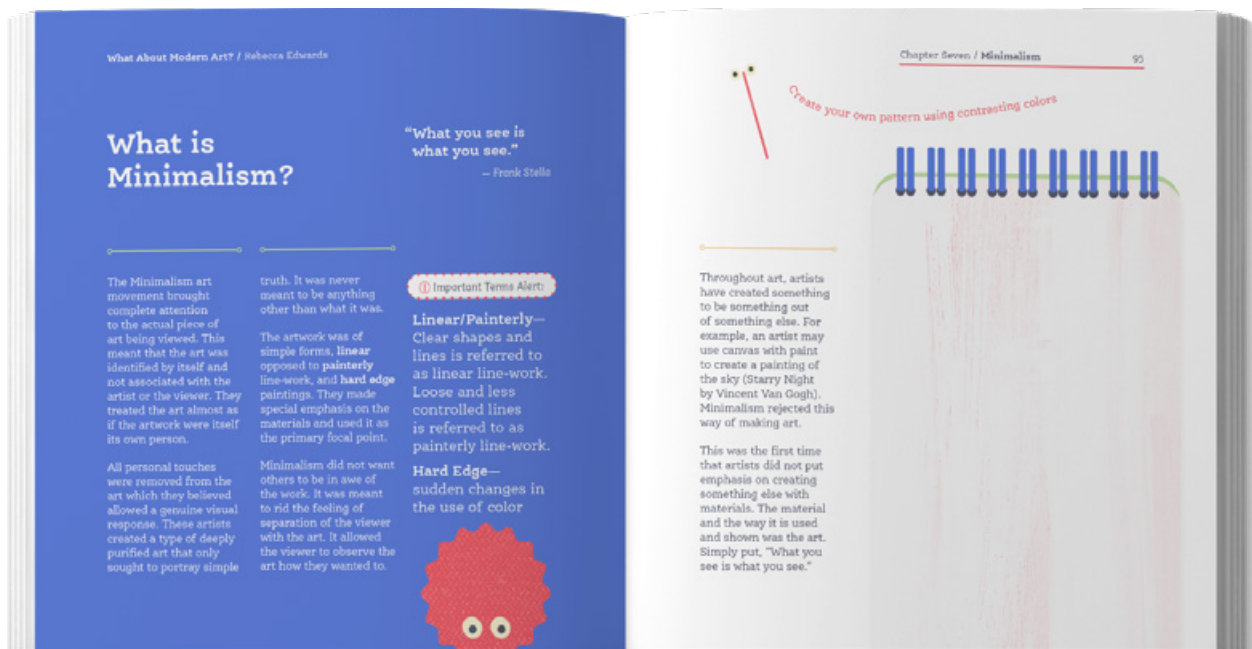 What About Modern Art? / Rebecca Edwards
What is
Minimalism?
“What you see is
what you see.”
— Frank Stella
The Minimalism art
movement brought
complete attention
to the actual piece of
art being viewed. This
meant that the art was
identified by itself and
not associated with the
artist or the viewer. They
treated the art almost as
if the artwork were itself
its own person.
All personal touches
were removed from the
art which they believed
allowed a genuine visual
response. These artists
created a type of deeply
purified art that only
sought to portray simple
truth. It was never
meant to be anything
other than what it was.
The artwork was of
simple forms, linear
opposed to painterly
line-work, and hard edge
paintings. They made
special emphasis on the
materials and used it as
the primary focal point.
Minimalism did not want
others to be in awe of
the work. It was meant
to rid the feeling of
separation of the viewer
with the art. It allowed
the viewer to observe the
art how they wanted to.
Important Terms Alert:
Linear/Painterly—
Clear shapes and
lines is referred to
as linear line-work.
Loose and less
controlled lines
is referred to as
painterly line-work.
Hard Edge—
sudden changes in
the use of color
Chapter Seven / Minimalism 95
Create your own pattern using contrasting colors
Throughout art, artists
have created something
to be something out
of something else. For
example, an artist may
use canvas with paint
to create a painting of
the sky (Starry Night
by Vincent Van Gogh).
Minimalism rejected this
way of making art.
This was the first time
that artists did not put
emphasis on creating
something else with
materials. The material
and the way it is used
and shown was the art.
Simply put, “What you
see is what you see.”